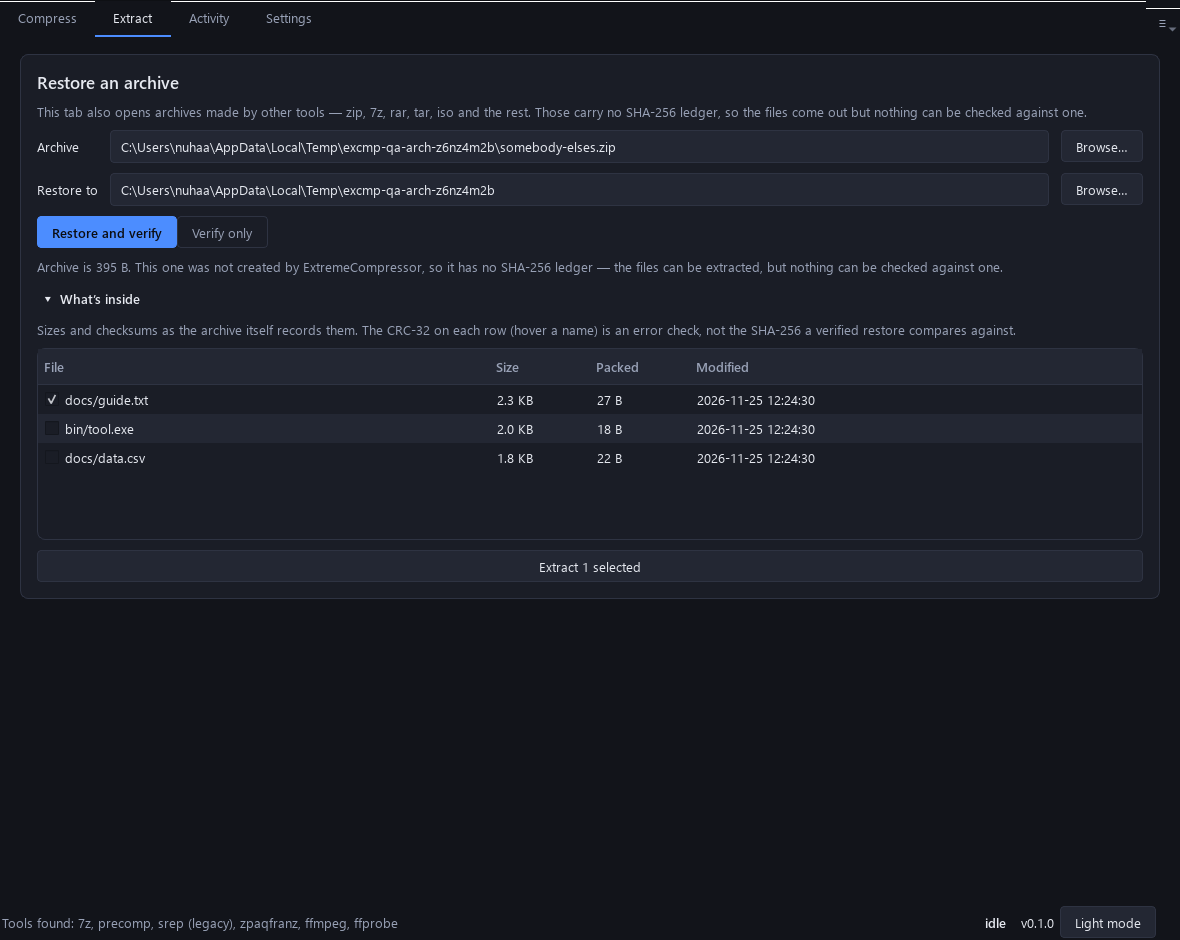 Compress Extract Activity Settings
Restore an archive
This tab also opens archives made by other tools — zip, 7z, rar, tar, iso and the rest. Those carry no SHA-256 ledger, so the files come out but nothing can be checked against one.
Archive C:\Users\nuhaa\AppData\Local\Temp\excmp-qa-arch-z6nz4m2b\somebody-elses.zip Browse...
Restore to C:\Users\nuhaa\AppData\Local\Temp\excmp-qa-arch-z6nz4m2b Browse...
Restore and verify Verify only
Archive is 395 B. This one was not created by ExtremeCompressor, so it has no SHA-256 ledger — the files can be extracted, but nothing can be checked against one.
What's inside
Sizes and checksums as the archive itself records them. The CRC-32 on each row (hover a name) is an error check, not the SHA-256 a verified restore compares against.
File Size Packed Modified
docs/guide.txt 2.3 KB 27 B 2026-11-25 12:24:30
bin/tool.exe 2.0 KB 18 B 2026-11-25 12:24:30
docs/data.csv 1.8 KB 22 B 2026-11-25 12:24:30
Extract 1 selected
Tools found: 7z, precomp, srep (legacy), zpaqfranz, ffmpeg, ffprobe idle v0.1.0 Light mode